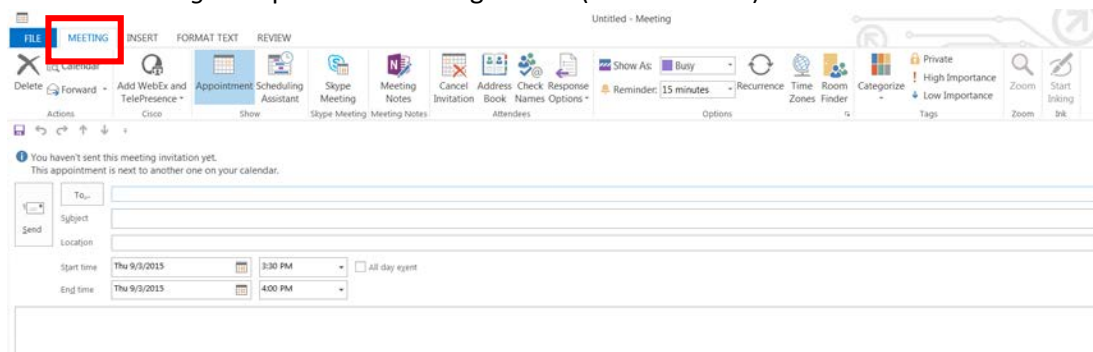 Untitled - Meeting
FILE MEETING INSERT FORMAT TEXT REVIEW
Delete
Calendar
Forward
Add WebEx and TelePresence
Appointment
Scheduling Assistant
Skype Meeting
Meeting Notes
Cancel Invitation
Address Book
Check Names
Response Options
Show As: Busy
Reminder: 15 minutes
Recurrence
Time Zones
Room Finder
Categorize
Private
High Importance
Low Importance
Zoom
Start Inking
Actions Cisco Show Skype Meeting Meeting Notes Attendees Options Tags Zoom Ink
You haven't sent this meeting invitation yet.
This appointment is next to another one on your calendar.
Send
To...
Subject
Location
Start time Thu 9/3/2015 3:30 PM All day event
End time Thu 9/3/2015 4:00 PM